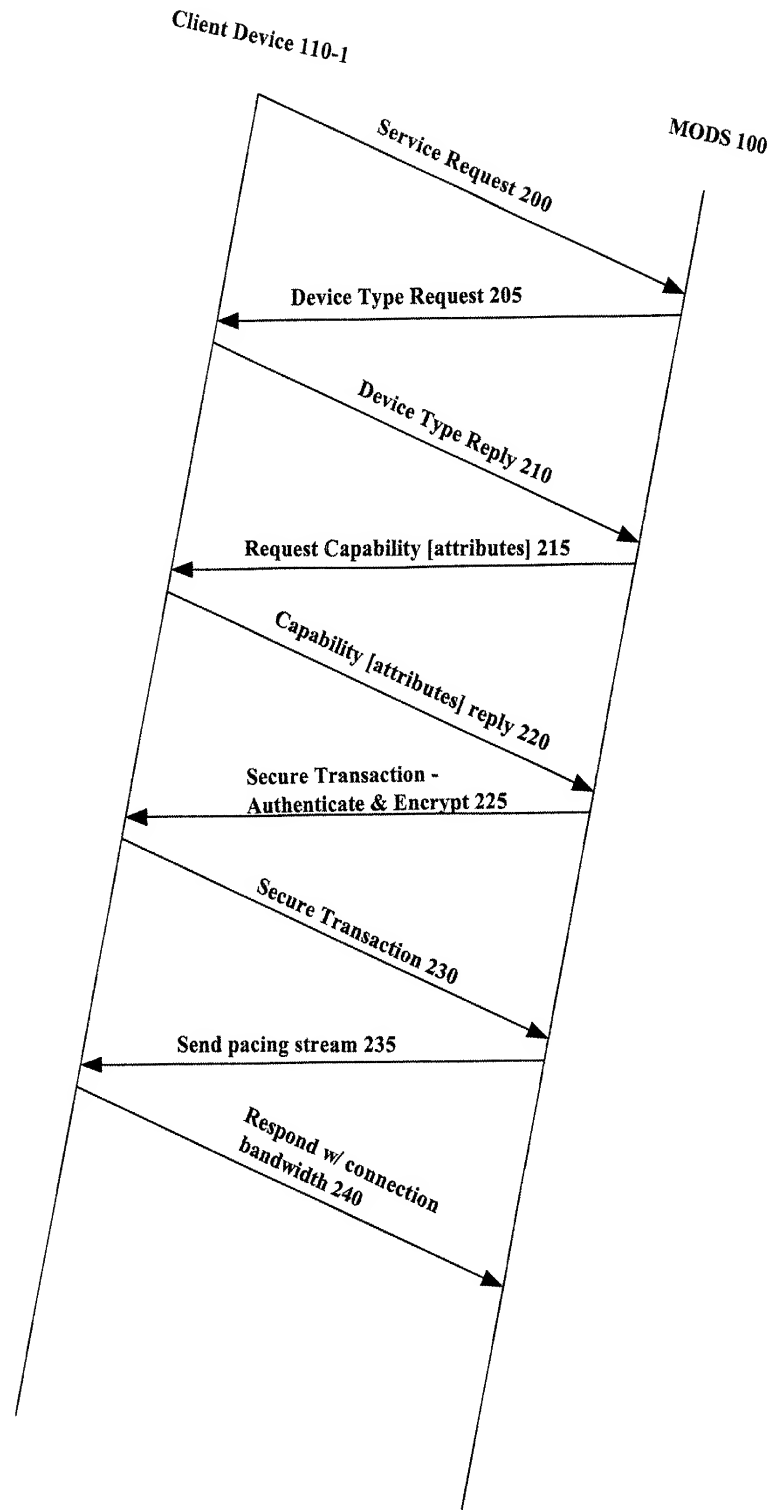 Client Device 110-1
MODS 100
Service Request 200
Device Type Request 205
Device Type Reply 210
Request Capability [attributes] 215
Capability [attributes] reply 220
Secure Transaction -
Authenticate & Encrypt 225
Secure Transaction 230
Send pacing stream 235
Respond w/ connection
bandwidth 240